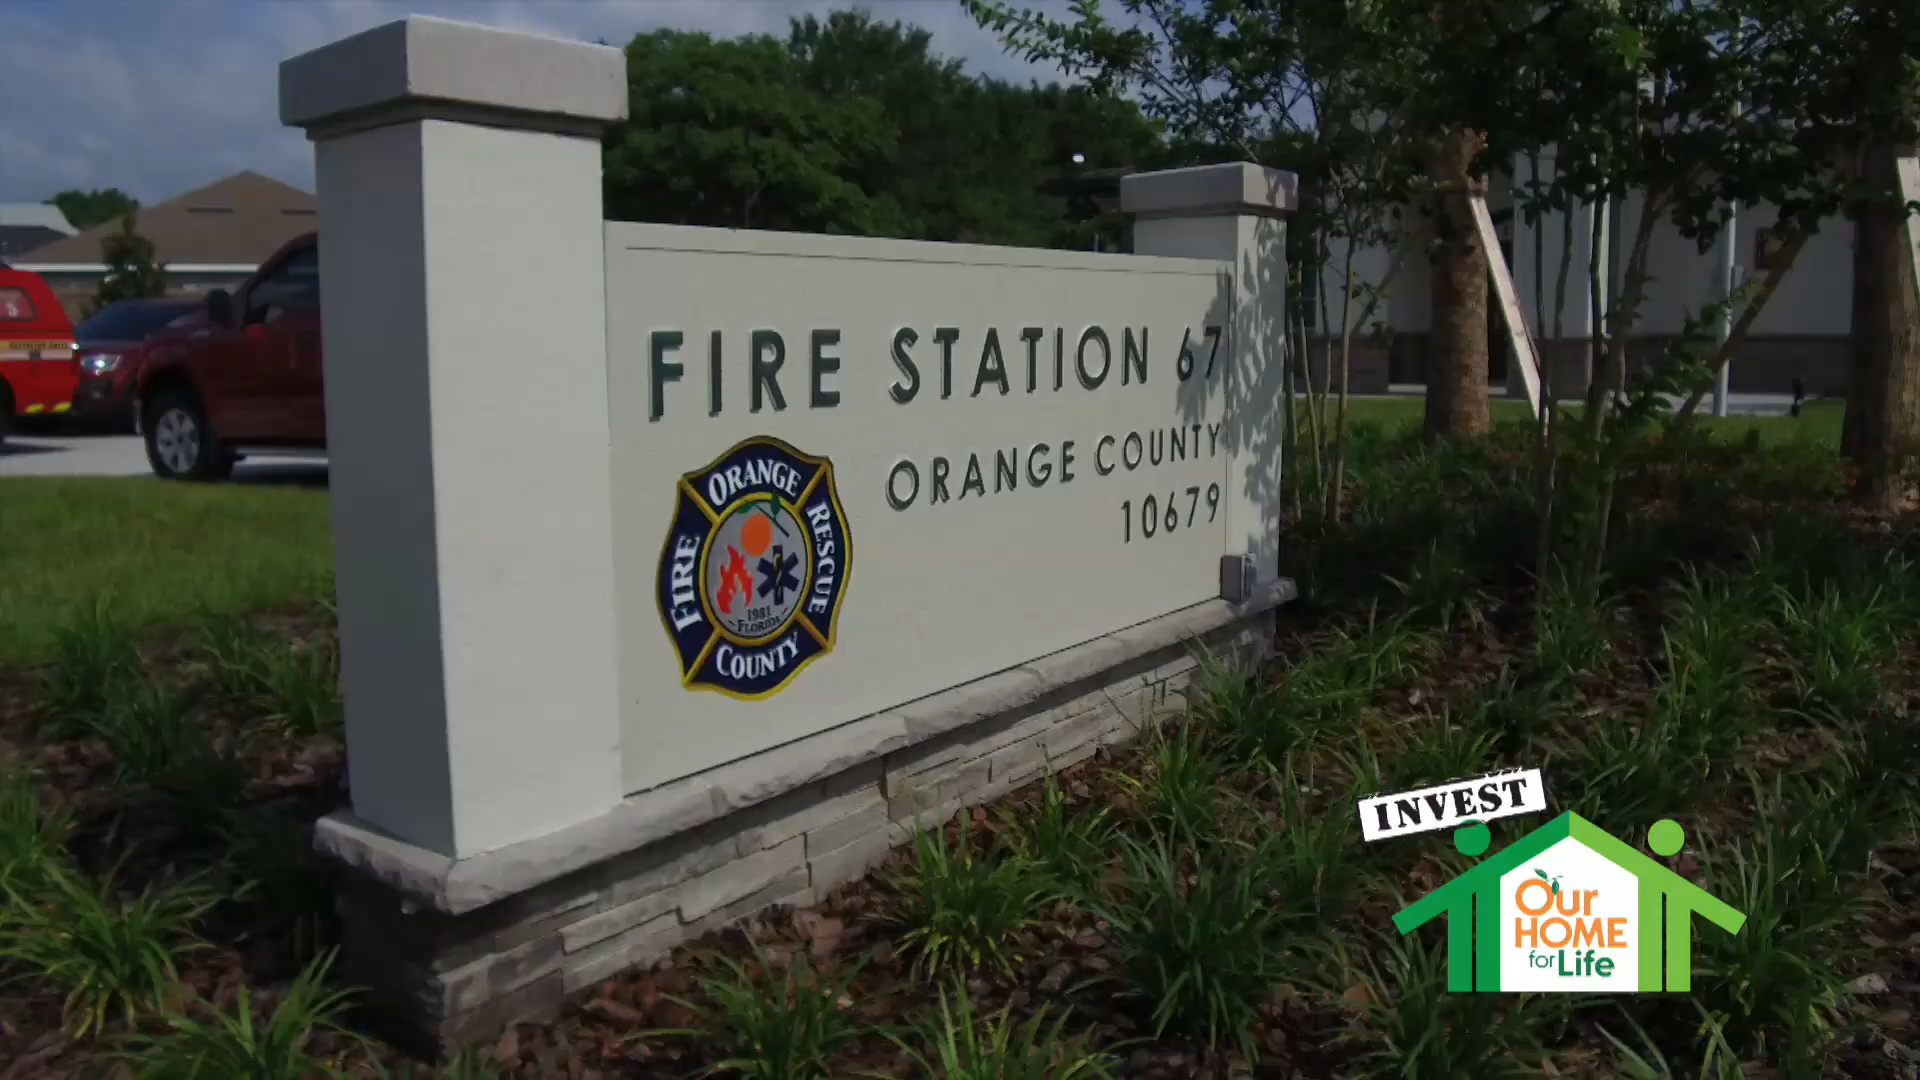 FIRE STATION 67
ORANGE COUNTY
10679
ORANGE
FIRE
RESCUE
1981
FLORIDA
COUNTY
INVEST
Our
HOME
for Life